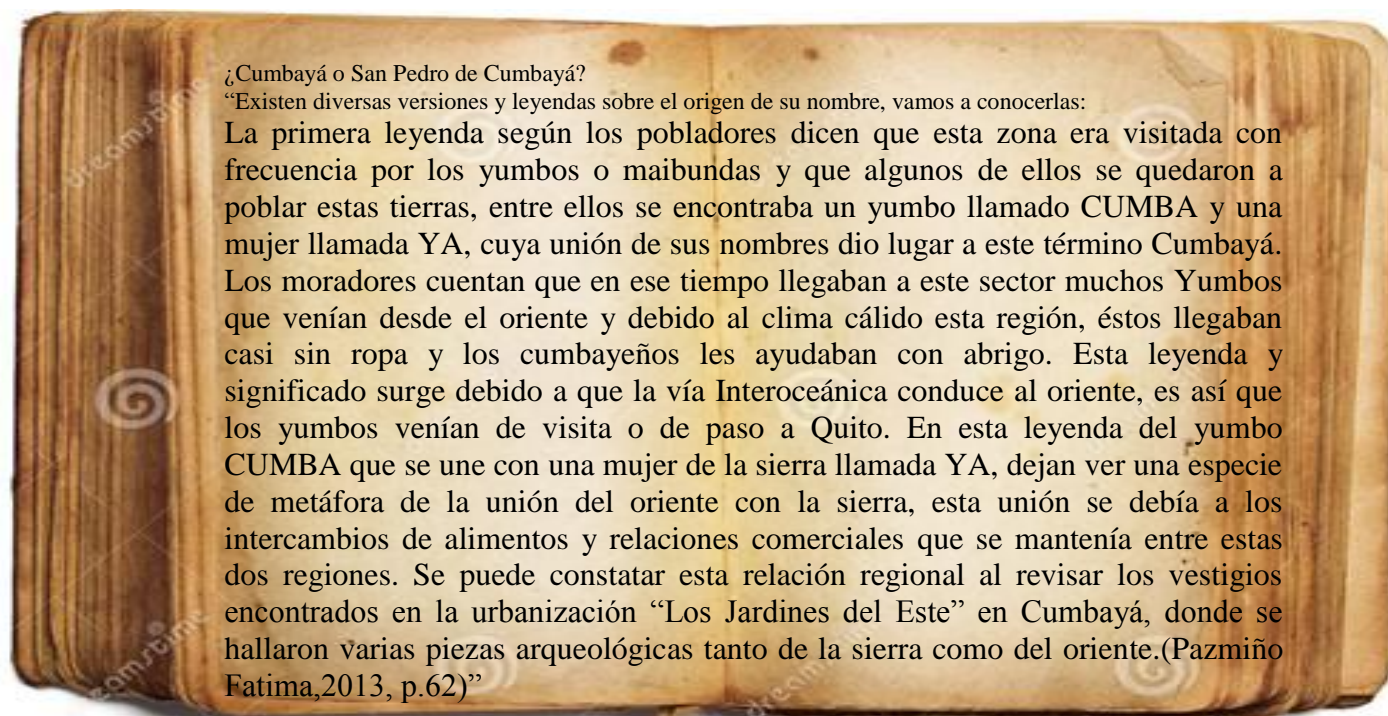 ¿Cumbayá o San Pedro de Cumbayá?
“Existen diversas versiones y leyendas sobre el origen de su nombre, vamos a conocerlas:
La primera leyenda según los pobladores dicen que esta zona era visitada con
frecuencia por los yumbos o maibundas y que algunos de ellos se quedaron a
poblar estas tierras, entre ellos se encontraba un yumbo llamado CUMBA y una
mujer llamada YA, cuya unión de sus nombres dio lugar a este término Cumbayá.
Los moradores cuentan que en ese tiempo llegaban a este sector muchos Yumbos
que venían desde el oriente y debido al clima cálido esta región, éstos llegaban
casi sin ropa y los cumbayeños les ayudaban con abrigo. Esta leyenda y
significado surge debido a que la vía Interoceánica conduce al oriente, es así que
los yumbos venían de visita o de paso a Quito. En esta leyenda del yumbo
CUMBA que se une con una mujer de la sierra llamada YA, dejan ver una especie
de metáfora de la unión del oriente con la sierra, esta unión se debía a los
intercambios de alimentos y relaciones comerciales que se mantenía entre estas
dos regiones. Se puede constatar esta relación regional al revisar los vestigios
encontrados en la urbanización “Los Jardines del Este” en Cumbayá, donde se
hallaron varias piezas arqueológicas tanto de la sierra como del oriente.(Pazmiño
Fatima,2013, p.62)”